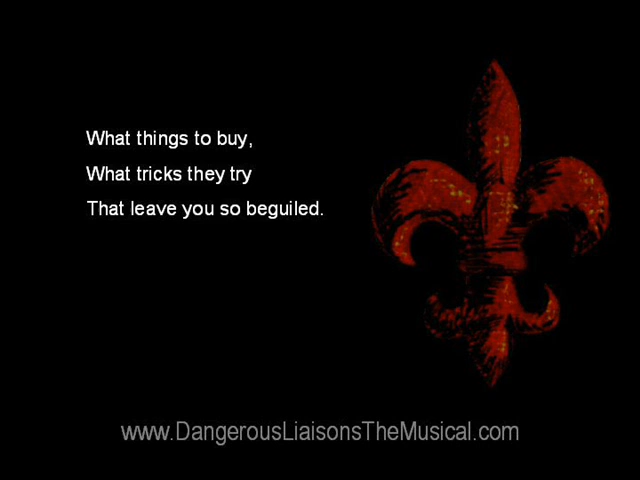 What things to buy,
What tricks they try
That leave you so beguiled.
www.DangerousLiaisonsTheMusical.com